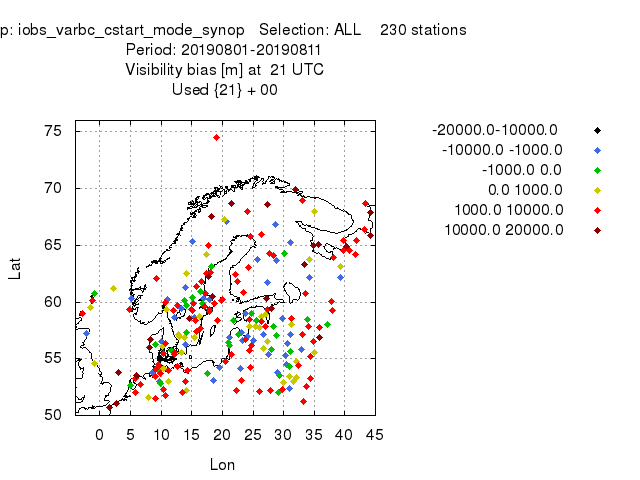 p: iobs_varbc_cstart_mode_synop Selection: ALL 230 stations
Period: 20190801-20190811
Visibility bias [m] at 21 UTC
Used {21} + 00
-20000.0-10000.0
-10000.0 -1000.0
-1000.0 0.0
0.0 1000.0
1000.0 10000.0
10000.0 20000.0
75
70
65
60
55
50
Lat
0 5 10 15 20 25 30 35 40 45
Lon